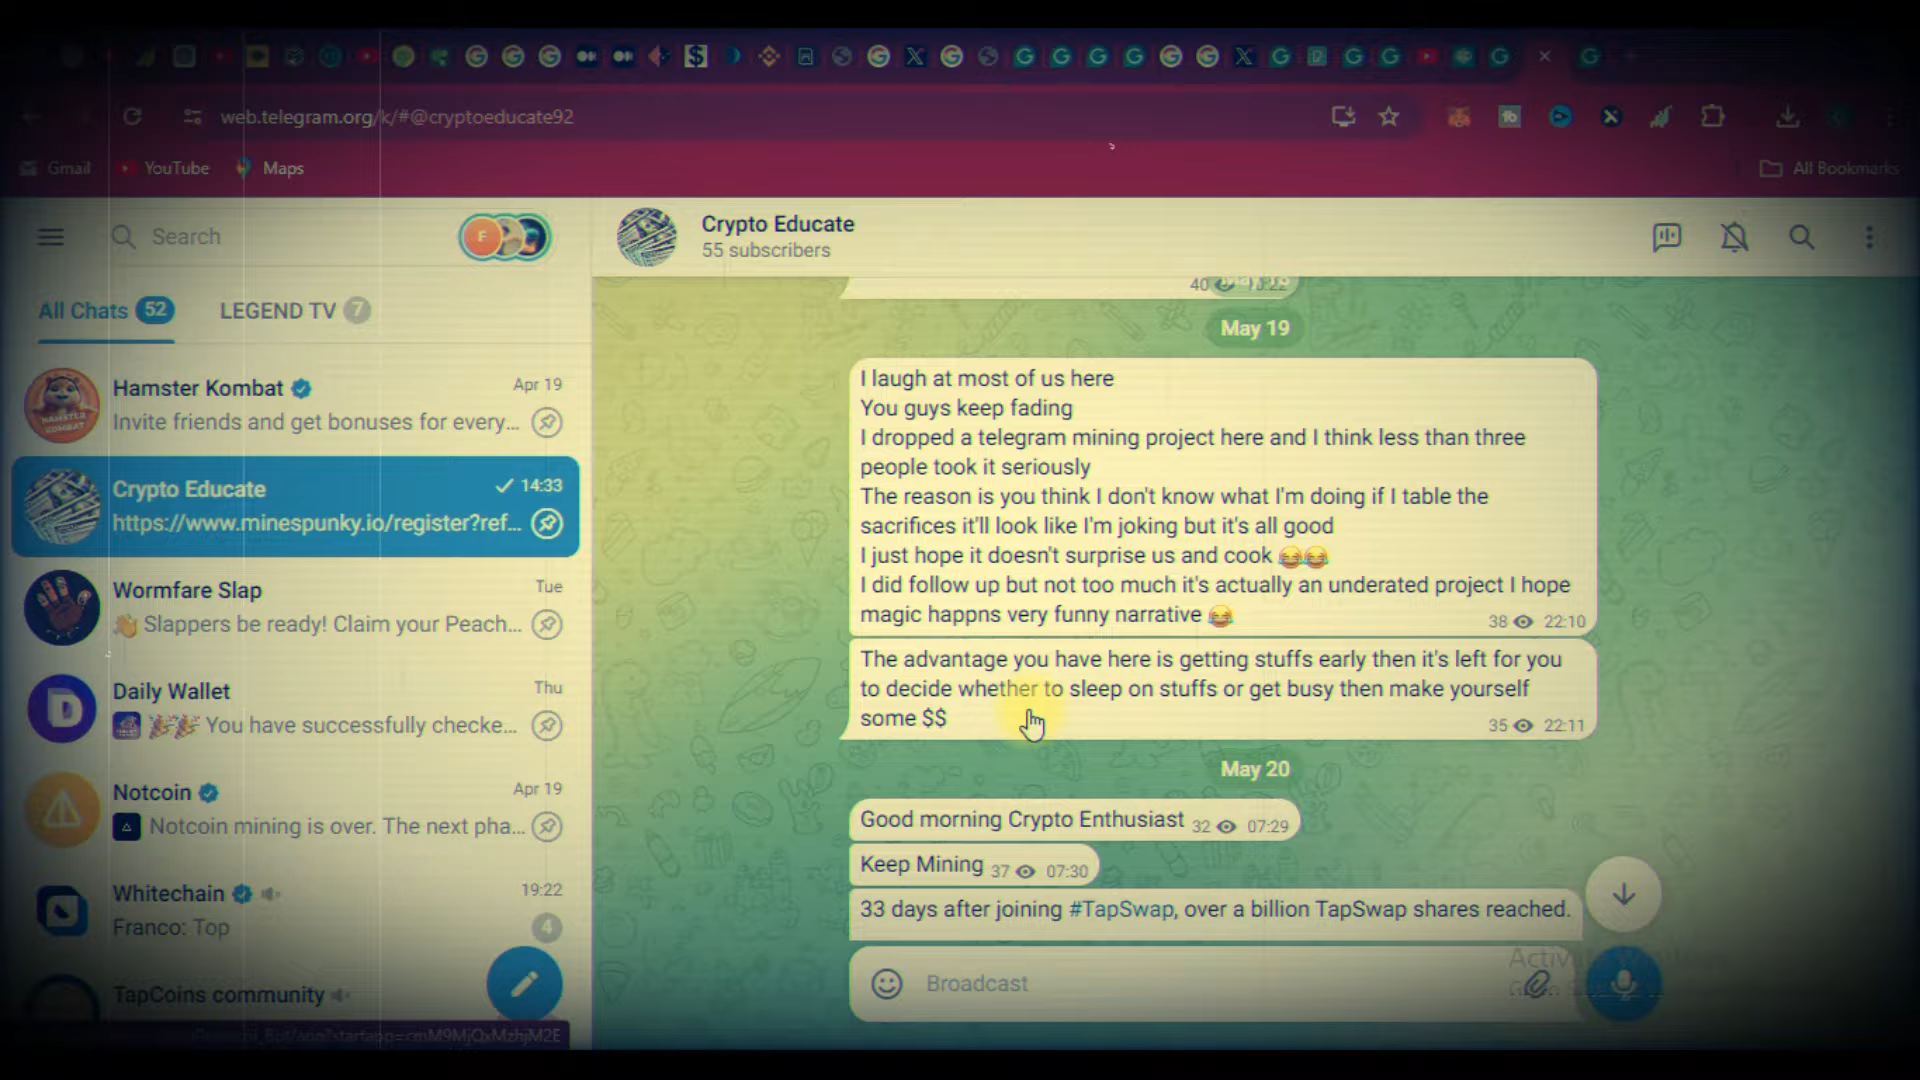 web.telegram.org/k/#@cryptoeducate92
Gmail
YouTube
Maps
All Bookmarks
Search
F
Crypto Educate
55 subscribers
All Chats 52
LEGEND TV 7
Hamster Kombat
Apr 19
Invite friends and get bonuses for every...
Crypto Educate
14:33
https://www.minespunky.io/register?ref...
Wormfare Slap
Tue
👋 Slappers be ready! Claim your Peach...
Daily Wallet
Thu
🎉🎉 You have successfully checke...
Notcoin
Apr 19
Notcoin mining is over. The next pha...
Whitechain
19:22
Franco: Top
4
TapCoins community
40
May 19
I laugh at most of us here
You guys keep fading
I dropped a telegram mining project here and I think less than three
people took it seriously
The reason is you think I don't know what I'm doing if I table the
sacrifices it'll look like I'm joking but it's all good
I just hope it doesn't surprise us and cook 😂😂
I did follow up but not too much it's actually an underated project I hope
magic happns very funny narrative 😂
38 22:10
The advantage you have here is getting stuffs early then it's left for you
to decide whether to sleep on stuffs or get busy then make yourself
some $$
35 22:11
May 20
Good morning Crypto Enthusiast 32 07:29
Keep Mining 37 07:30
33 days after joining #TapSwap, over a billion TapSwap shares reached.
Broadcast